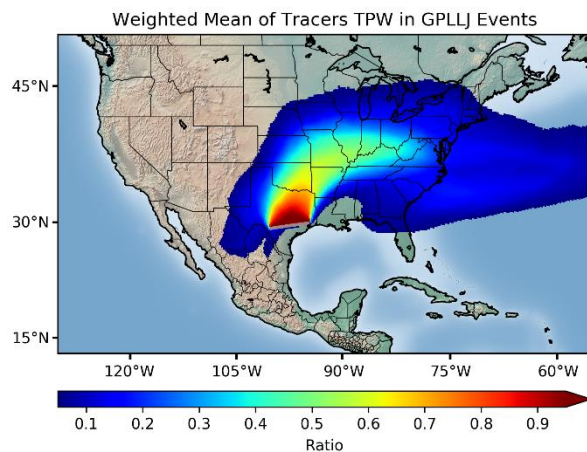 Weighted Mean of Tracers TPW in GPLLJ Events
45°N
30°N
15°N
120°W 105°W 90°W 75°W 60°W
0.1 0.2 0.3 0.4 0.5 0.6 0.7 0.8 0.9
Ratio